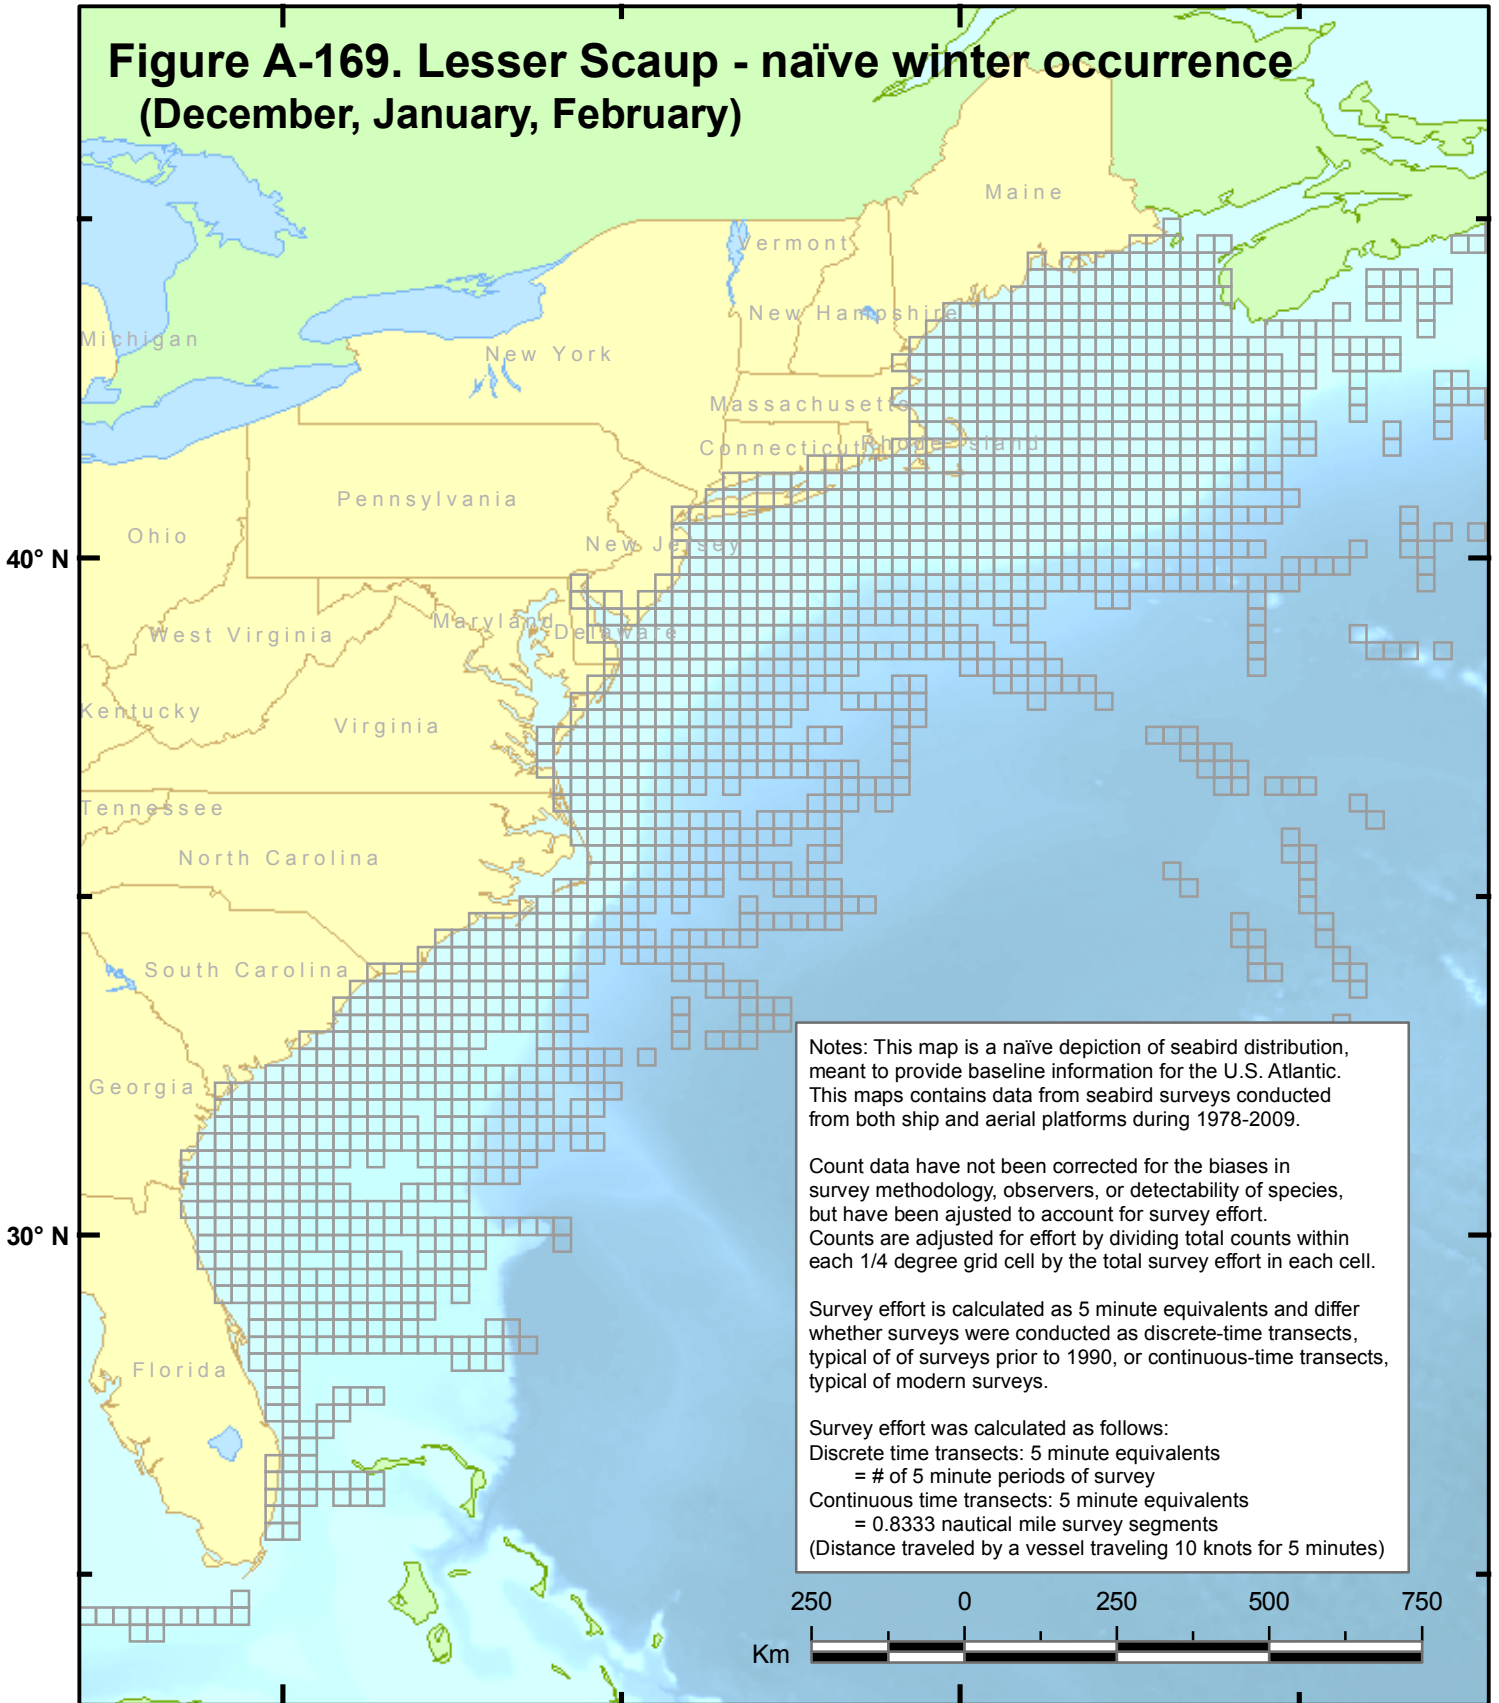 Figure A-169. Lesser Scaup - naïve winter occurrence
(December, January, February)
Maine
Vermont
New Hampshire
Michigan
New York
Massachusetts
Connecticut
Rhode Island
Pennsylvania
Ohio
New Jersey
40° N
Maryland
Delaware
West Virginia
Kentucky
Virginia
Tennessee
North Carolina
South Carolina
Georgia
30° N
Florida
Notes: This map is a naïve depiction of seabird distribution,
meant to provide baseline information for the U.S. Atlantic.
This maps contains data from seabird surveys conducted
from both ship and aerial platforms during 1978-2009.
Count data have not been corrected for the biases in
survey methodology, observers, or detectability of species,
but have been ajusted to account for survey effort.
Counts are adjusted for effort by dividing total counts within
each 1/4 degree grid cell by the total survey effort in each cell.
Survey effort is calculated as 5 minute equivalents and differ
whether surveys were conducted as discrete-time transects,
typical of of surveys prior to 1990, or continuous-time transects,
typical of modern surveys.
Survey effort was calculated as follows:
Discrete time transects: 5 minute equivalents
= # of 5 minute periods of survey
Continuous time transects: 5 minute equivalents
= 0.8333 nautical mile survey segments
(Distance traveled by a vessel traveling 10 knots for 5 minutes)
250 0 250 500 750
Km